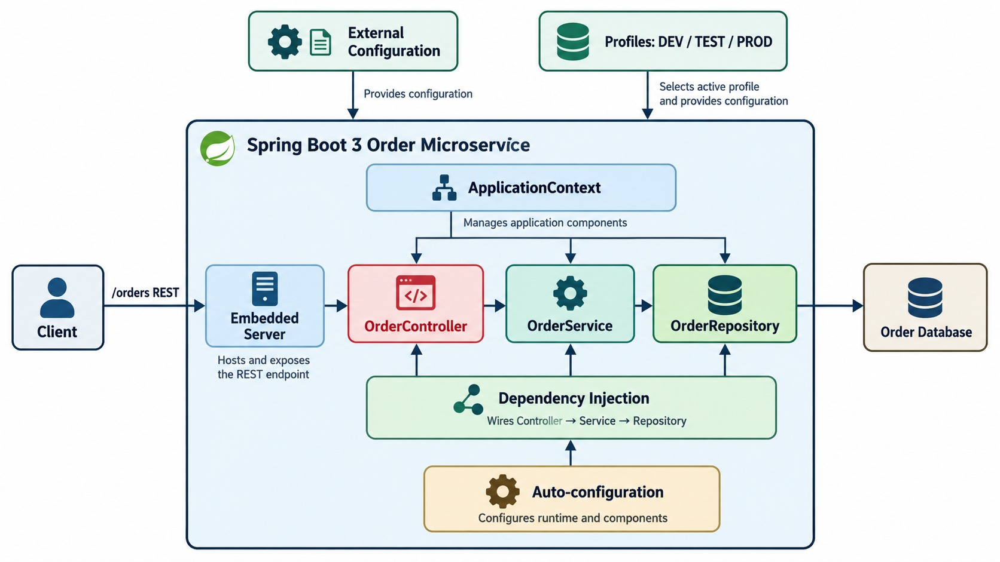 External
Configuration
Profiles: DEV / TEST / PROD
Provides configuration
Selects active profile
and provides configuration
Spring Boot 3 Order Microservice
ApplicationContext
Manages application components
Client
/orders REST
Embedded
Server
Hosts and exposes
the REST endpoint
</>
OrderController
OrderService
OrderRepository
Order Database
Dependency Injection
Wires Controller → Service → Repository
Auto-configuration
Configures runtime and components